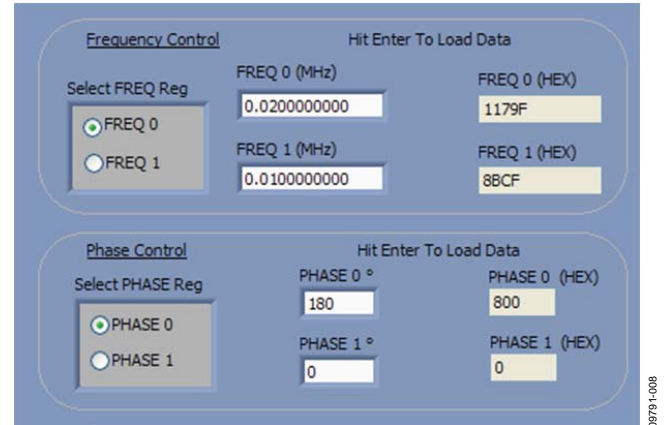 Frequency Control
Hit Enter To Load Data
Select FREQ Reg
FREQ 0
FREQ 1
FREQ 0 (MHz)
0.0200000000
FREQ 1 (MHz)
0.0100000000
FREQ 0 (HEX)
1179F
FREQ 1 (HEX)
8BCF
Phase Control
Hit Enter To Load Data
Select PHASE Reg
PHASE 0
PHASE 1
PHASE 0 °
180
PHASE 1 °
0
PHASE 0 (HEX)
800
PHASE 1 (HEX)
0
09791-008